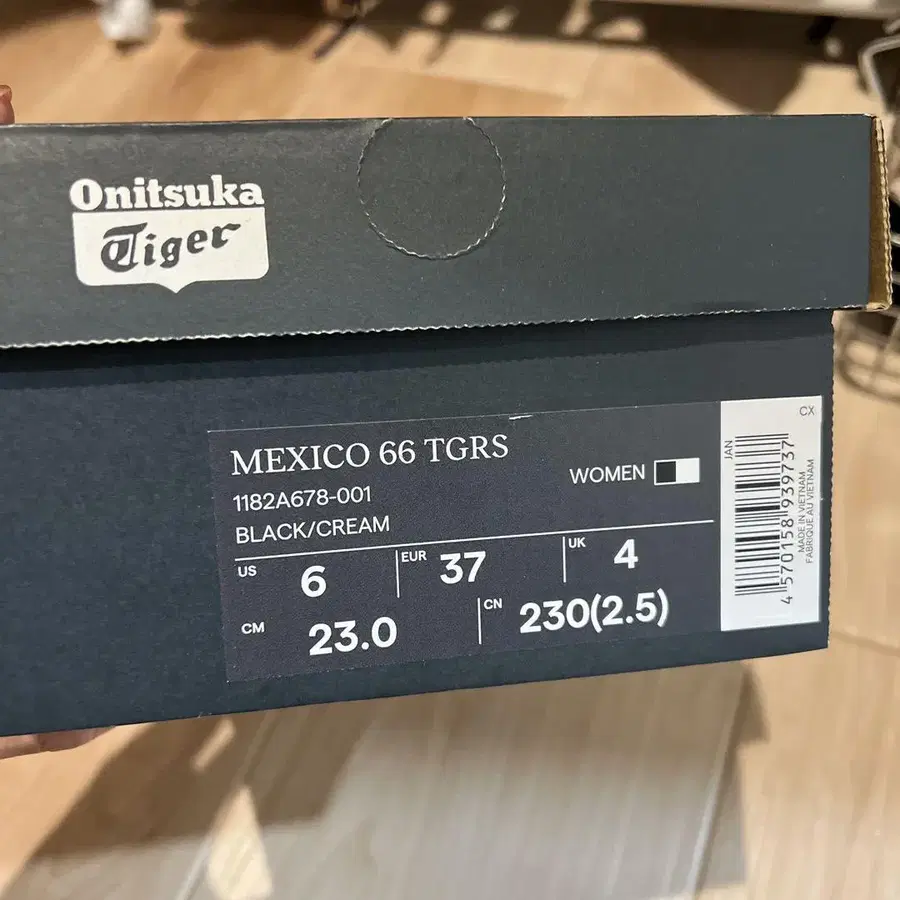 Onitsuka
Tiger
MEXICO 66 TGRS
1182A678-001
BLACK/CREAM
WOMEN
US 6
EUR 37
UK 4
CM 23.0
CN 230(2.5)
CX
JAN
4 570158 939737
MADE IN VIETNAM
FABRIQUE AU VIETNAM